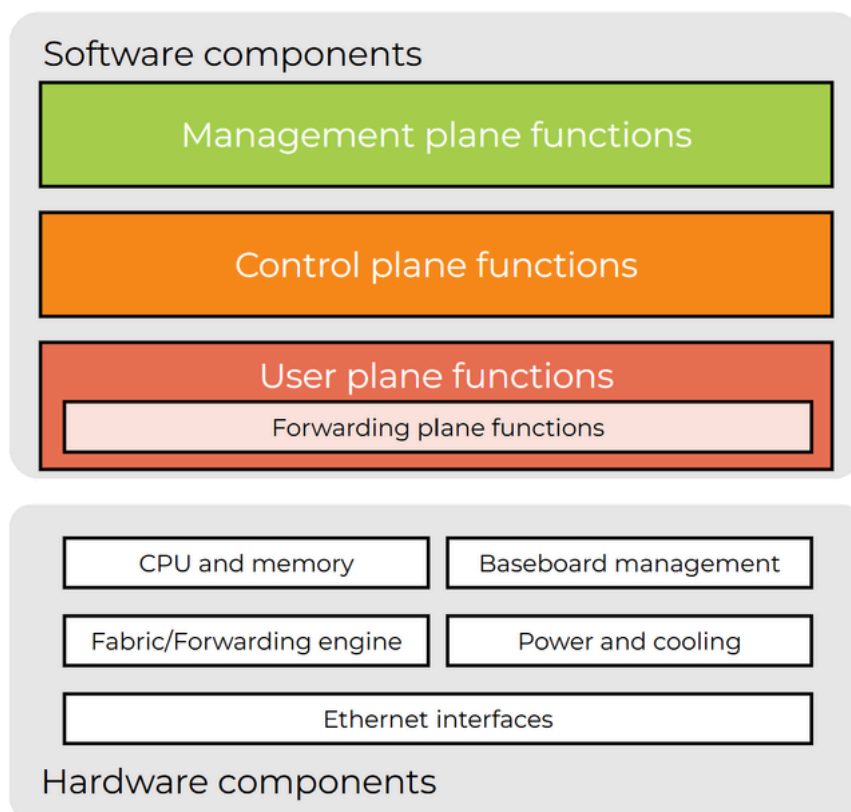 Software components
Management plane functions
Control plane functions
User plane functions
Forwarding plane functions
CPU and memory
Baseboard management
Fabric/Forwarding engine
Power and cooling
Ethernet interfaces
Hardware components